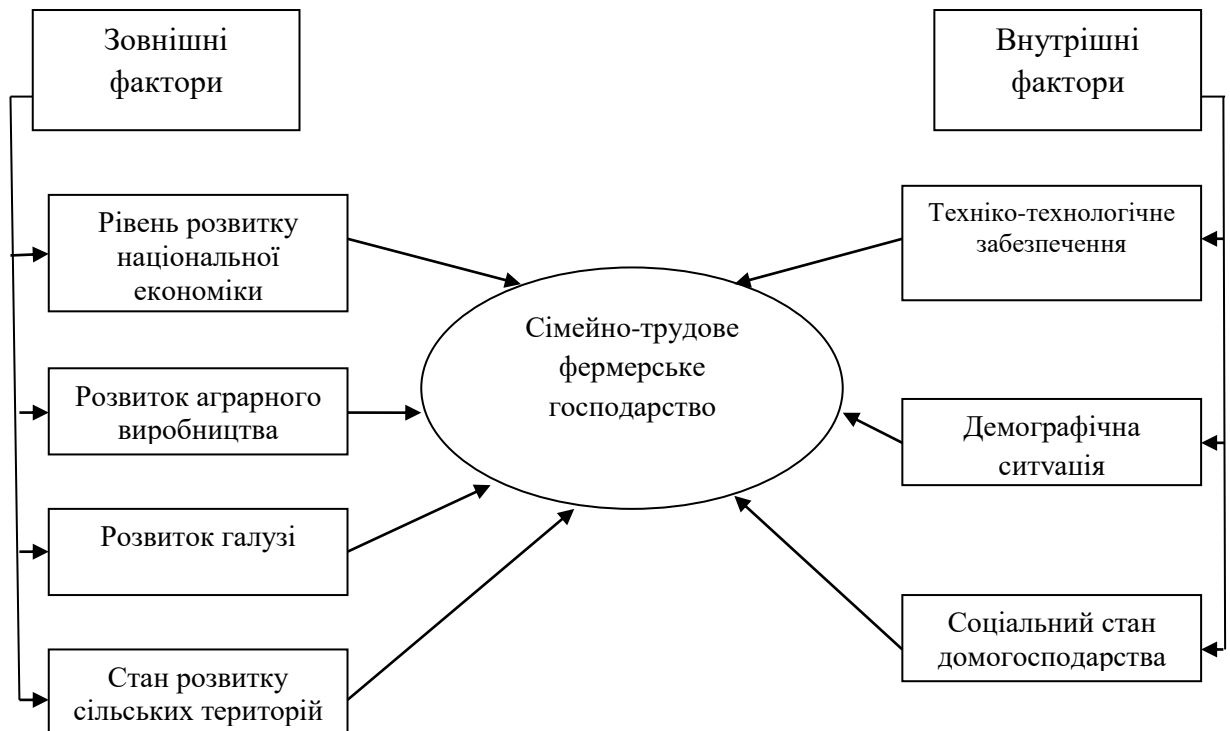 Зовнішні
фактори
Рівень розвитку
національної
економіки
Розвиток аграрного
виробництва
Розвиток галузі
Стан розвитку
сільських територій
Сімейно-трудове
фермерське
господарство
Внутрішні
фактори
Техніко-технологічне
забезпечення
Демографічна
ситуація
Соціальний стан
домогосподарства